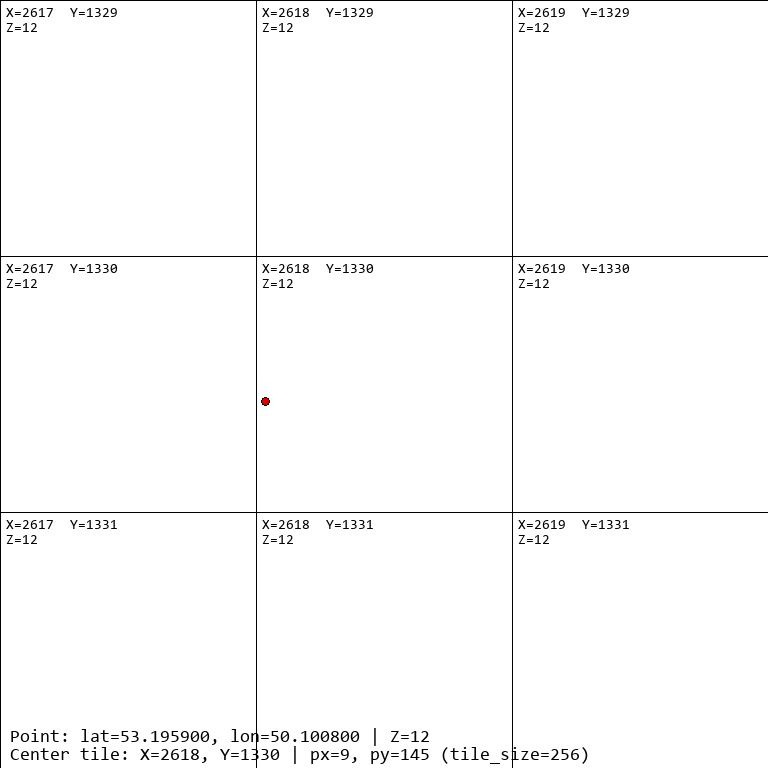 X=2617  Y=1329
Z=12
X=2618  Y=1329
Z=12
X=2619  Y=1329
Z=12
X=2617  Y=1330
Z=12
X=2618  Y=1330
Z=12
X=2619  Y=1330
Z=12
X=2617  Y=1331
Z=12
X=2618  Y=1331
Z=12
X=2619  Y=1331
Z=12
Point: lat=53.195900, lon=50.100800 | Z=12
Center tile: X=2618, Y=1330 | px=9, py=145 (tile_size=256)